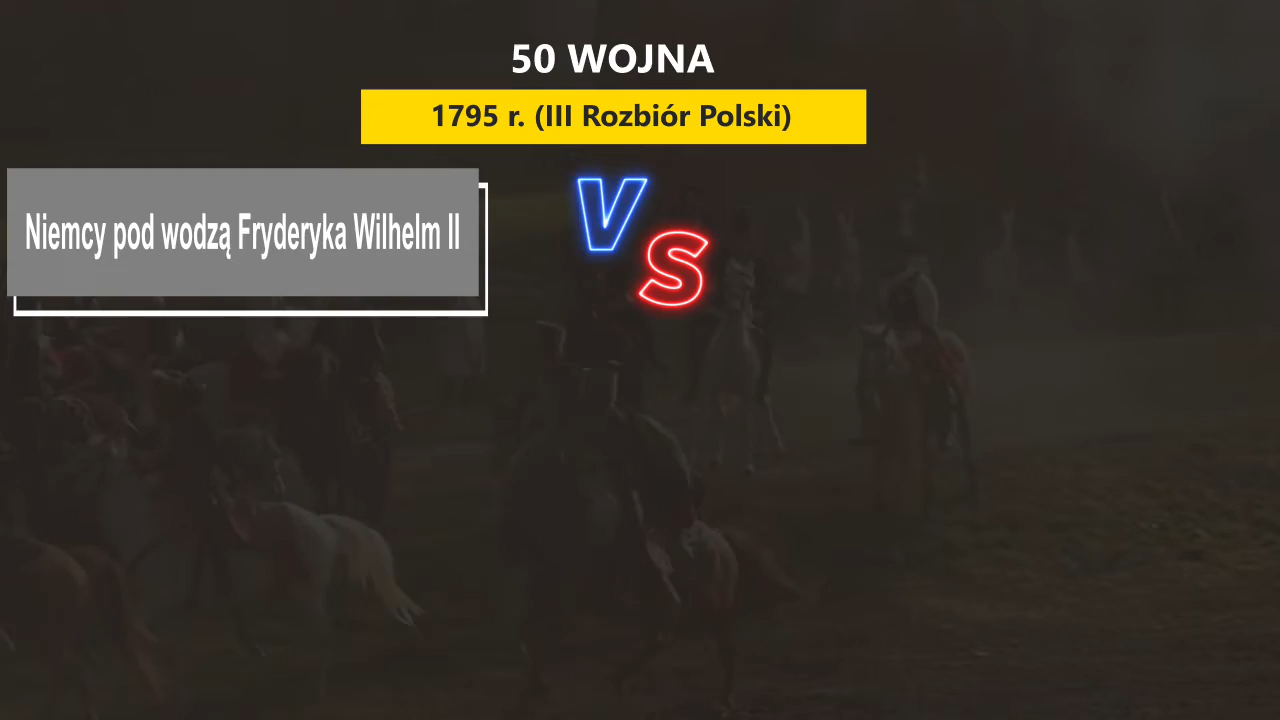 50 WOJNA
1795 r. (III Rozbiór Polski)
Niemcy pod wodzą Fryderyka Wilhelm II
VS